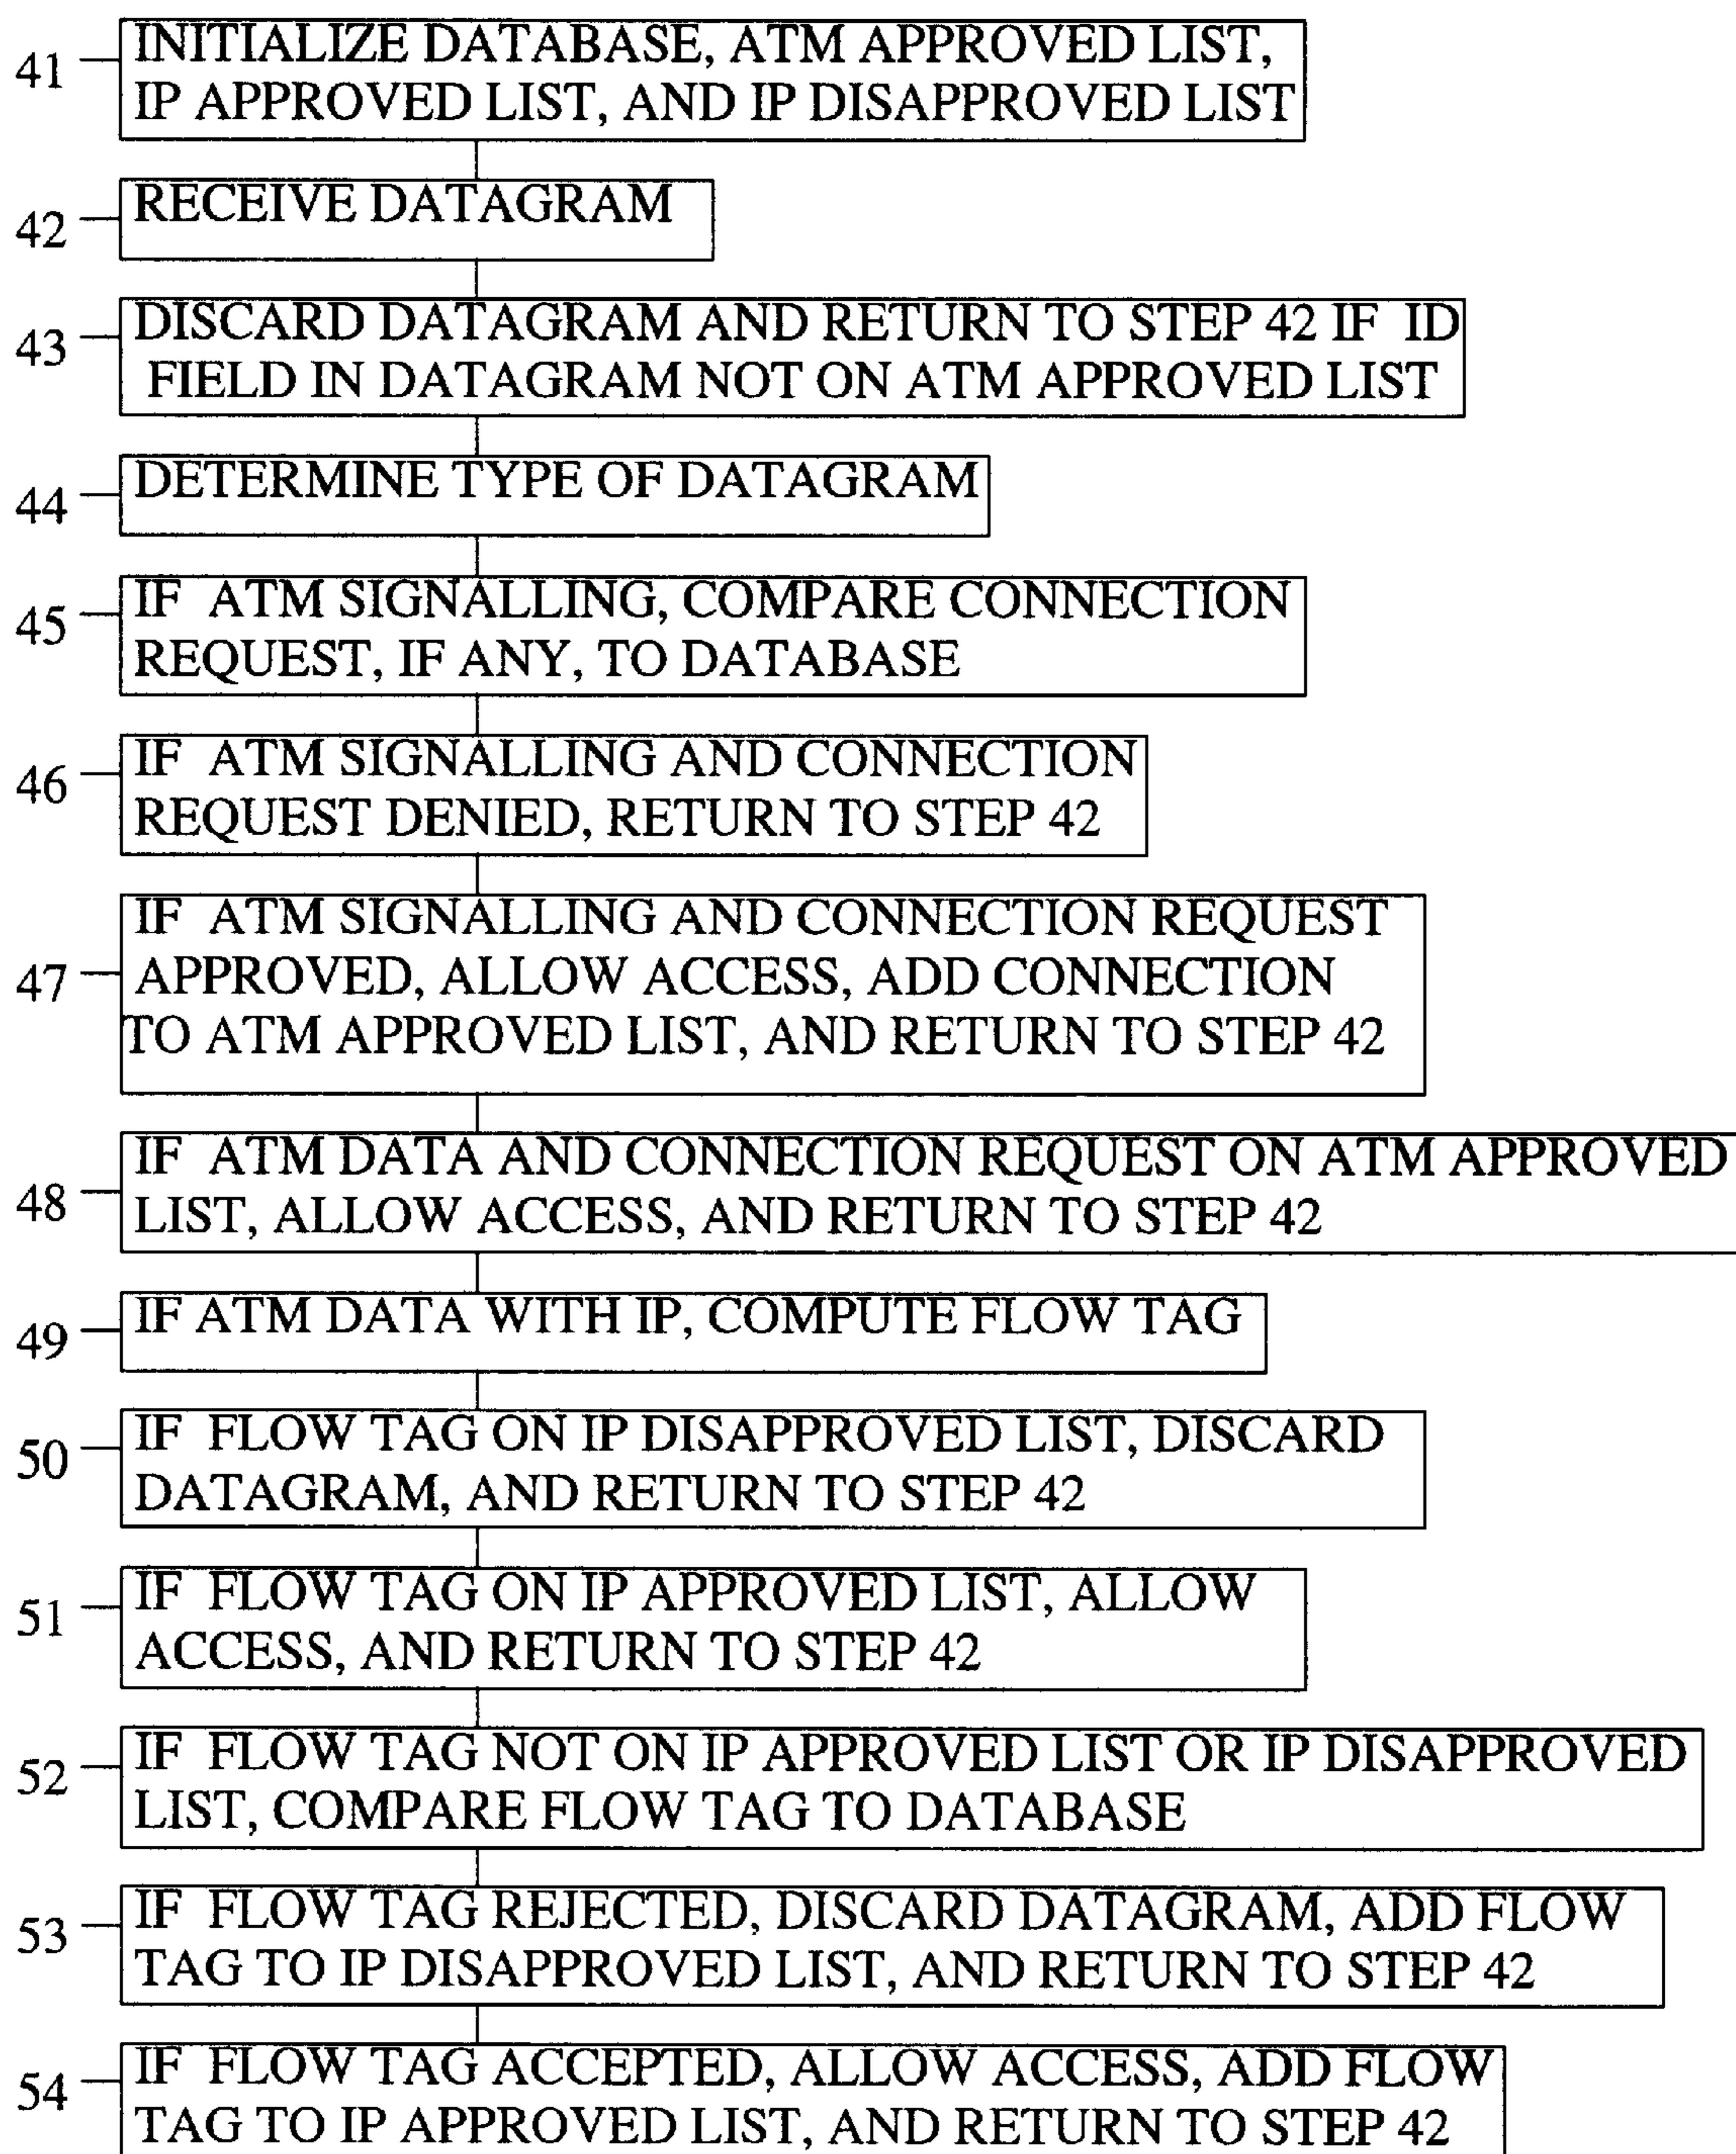 41 INITIALIZE DATABASE, ATM APPROVED LIST,
IP APPROVED LIST, AND IP DISAPPROVED LIST
42 RECEIVE DATAGRAM
43 DISCARD DATAGRAM AND RETURN TO STEP 42 IF ID
FIELD IN DATAGRAM NOT ON ATM APPROVED LIST
44 DETERMINE TYPE OF DATAGRAM
45 IF ATM SIGNALLING, COMPARE CONNECTION
REQUEST, IF ANY, TO DATABASE
46 IF ATM SIGNALLING AND CONNECTION
REQUEST DENIED, RETURN TO STEP 42
47 IF ATM SIGNALLING AND CONNECTION REQUEST
APPROVED, ALLOW ACCESS, ADD CONNECTION
TO ATM APPROVED LIST, AND RETURN TO STEP 42
48 IF ATM DATA AND CONNECTION REQUEST ON ATM APPROVED
LIST, ALLOW ACCESS, AND RETURN TO STEP 42
49 IF ATM DATA WITH IP, COMPUTE FLOW TAG
50 IF FLOW TAG ON IP DISAPPROVED LIST, DISCARD
DATAGRAM, AND RETURN TO STEP 42
51 IF FLOW TAG ON IP APPROVED LIST, ALLOW
ACCESS, AND RETURN TO STEP 42
52 IF FLOW TAG NOT ON IP APPROVED LIST OR IP DISAPPROVED
LIST, COMPARE FLOW TAG TO DATABASE
53 IF FLOW TAG REJECTED, DISCARD DATAGRAM, ADD FLOW
TAG TO IP DISAPPROVED LIST, AND RETURN TO STEP 42
54 IF FLOW TAG ACCEPTED, ALLOW ACCESS, ADD FLOW
TAG TO IP APPROVED LIST, AND RETURN TO STEP 42